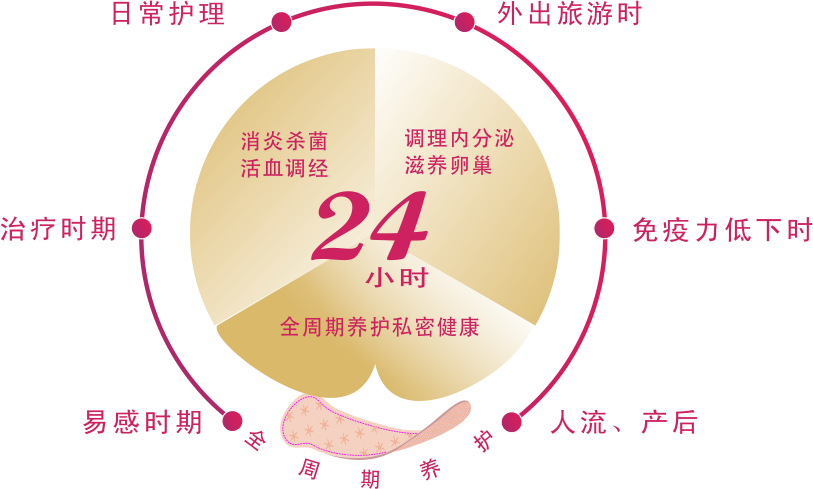 日常护理
外出旅游时
消炎杀菌
活血调经
调理内分泌
滋养卵巢
24
小时
治疗时期
免疫力低下时
全周期养护私密健康
易感时期
人流、产后
全周期养护